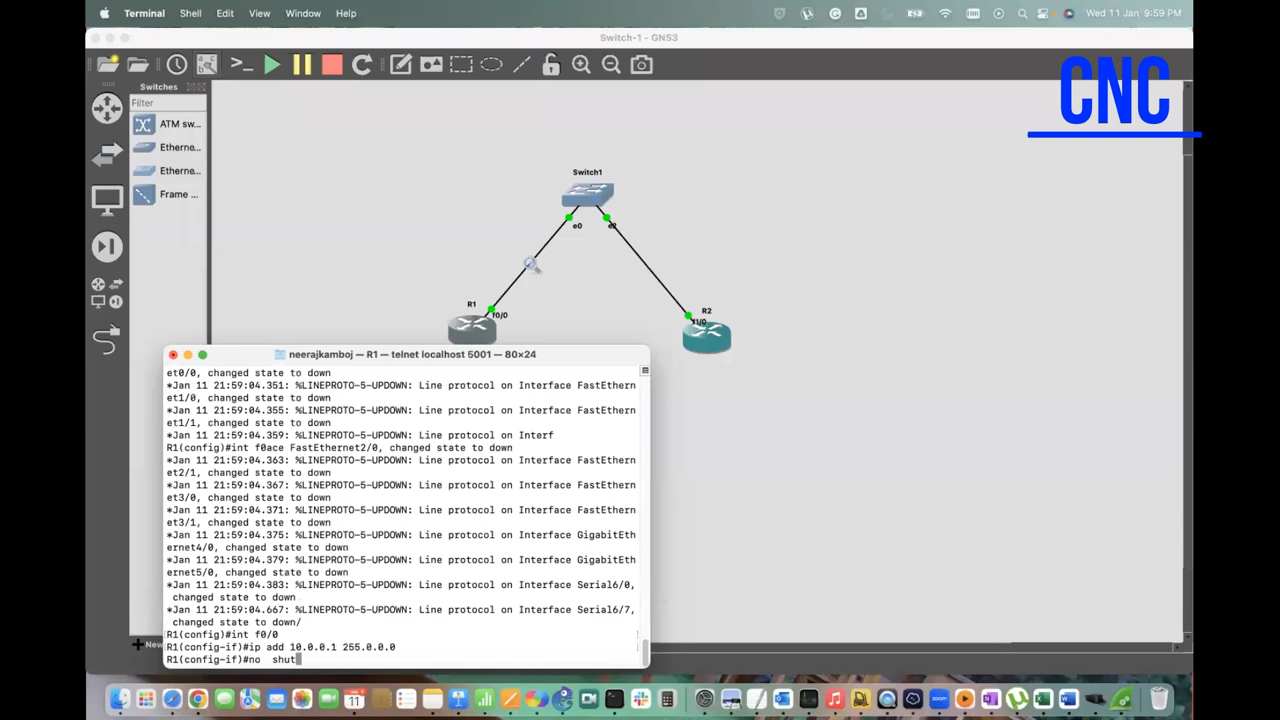 Terminal Shell Edit View Window Help Wed 11 Jan 9:59 PM
Switch-1 - GNS3
CNC
Switches
Filter
ATM sw...
Etherne...
Etherne...
Frame ...
Switch1
e0
R1
f0/0
R2
f1/0
neerajkamboj — R1 — telnet localhost 5001 — 80×24
et0/0, changed state to down
*Jan 11 21:59:04.351: %LINEPROTO-5-UPDOWN: Line protocol on Interface FastEthern
et1/0, changed state to down
*Jan 11 21:59:04.355: %LINEPROTO-5-UPDOWN: Line protocol on Interface FastEthern
et1/1, changed state to down
*Jan 11 21:59:04.359: %LINEPROTO-5-UPDOWN: Line protocol on Interf
R1(config)#int f0ace FastEthernet2/0, changed state to down
*Jan 11 21:59:04.363: %LINEPROTO-5-UPDOWN: Line protocol on Interface FastEthern
et2/1, changed state to down
*Jan 11 21:59:04.367: %LINEPROTO-5-UPDOWN: Line protocol on Interface FastEthern
et3/0, changed state to down
*Jan 11 21:59:04.371: %LINEPROTO-5-UPDOWN: Line protocol on Interface FastEthern
et3/1, changed state to down
*Jan 11 21:59:04.375: %LINEPROTO-5-UPDOWN: Line protocol on Interface GigabitEth
ernet4/0, changed state to down
*Jan 11 21:59:04.379: %LINEPROTO-5-UPDOWN: Line protocol on Interface GigabitEth
ernet5/0, changed state to down
*Jan 11 21:59:04.383: %LINEPROTO-5-UPDOWN: Line protocol on Interface Serial6/0,
changed state to down
*Jan 11 21:59:04.667: %LINEPROTO-5-UPDOWN: Line protocol on Interface Serial6/7,
changed state to down/
R1(config)#int f0/0
R1(config-if)#ip add 10.0.0.1 255.0.0.0
R1(config-if)#no  shut
New